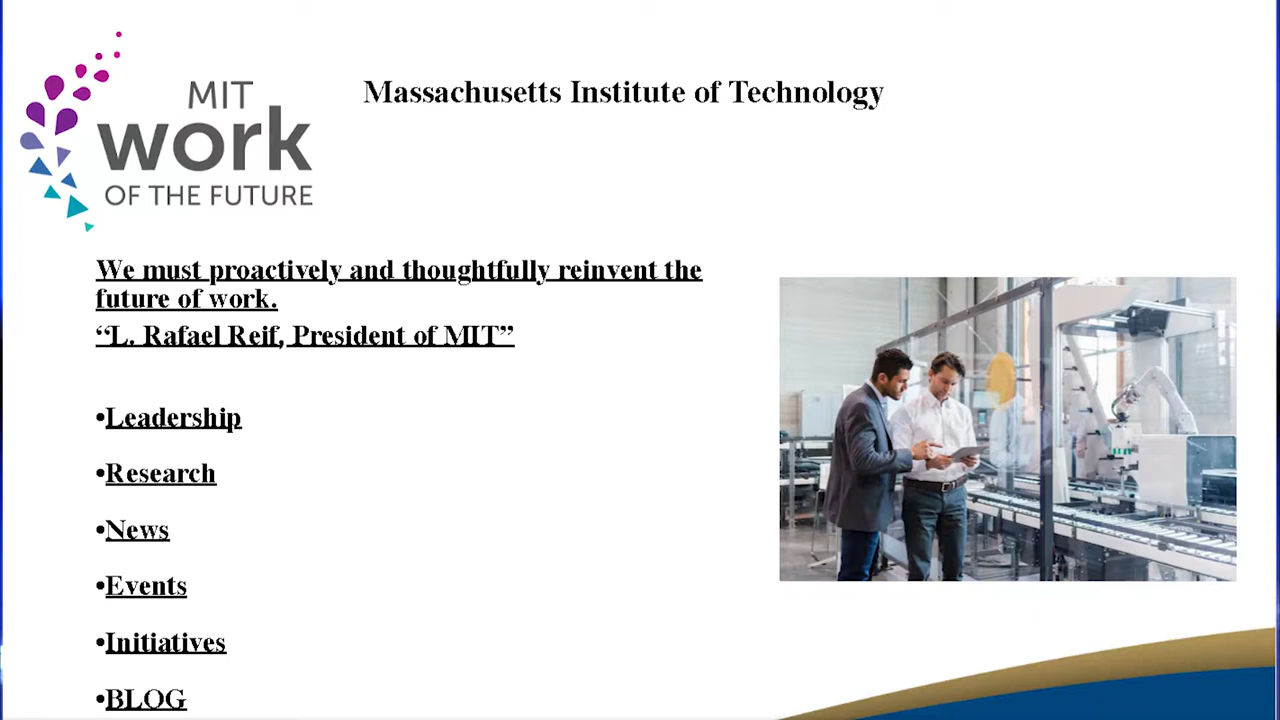 MIT
work
OF THE FUTURE
Massachusetts Institute of Technology
We must proactively and thoughtfully reinvent the
future of work.
“L. Rafael Reif, President of MIT”
•Leadership
•Research
•News
•Events
•Initiatives
•BLOG